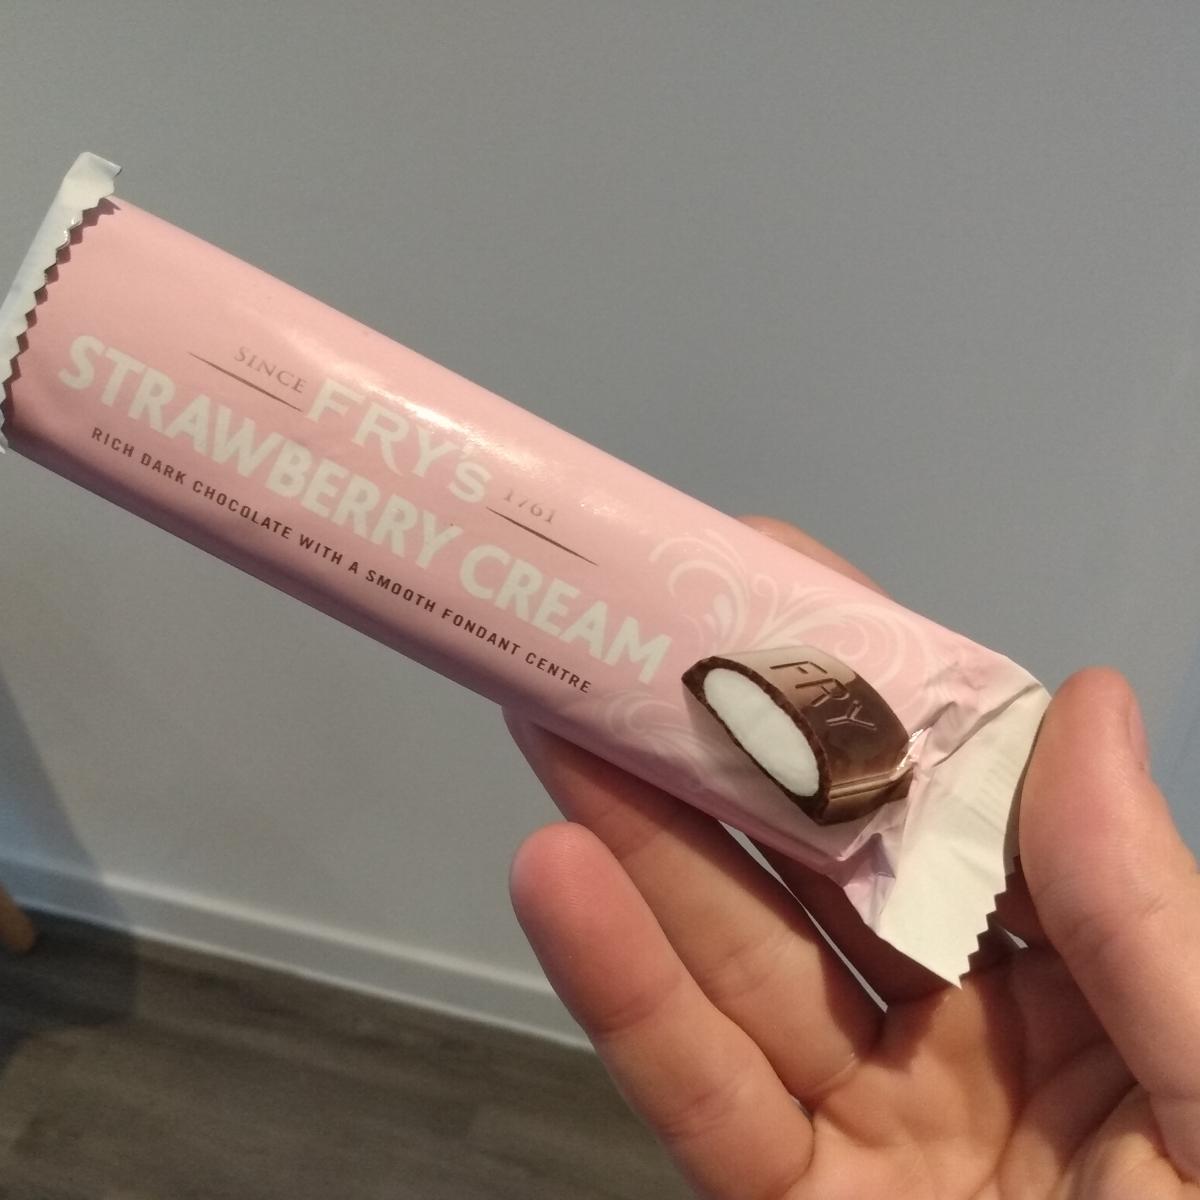 SINCE FRY's 1761
STRAWBERRY CREAM
RICH DARK CHOCOLATE WITH A SMOOTH FONDANT CENTRE
FRY